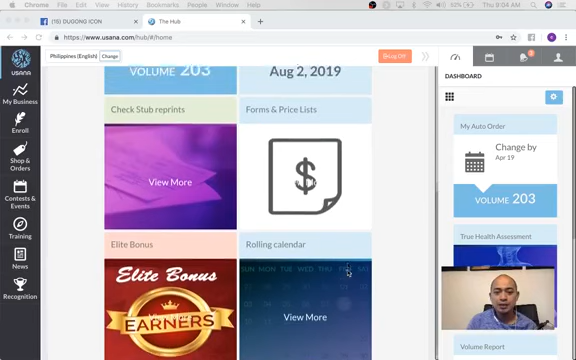 Chrome File Edit View History Bookmarks People Window Help
Thu 9:04 AM
(15) DUGONG ICON
The Hub
https://www.usana.com/hub/#/home
USANA
Philippines (English) Change
DASHBOARD
My Business
Enroll
Shop & Orders
Contests & Events
Training
News
Recognition
VOLUME 203
Aug 2, 2019
Check Stub reprints
Forms & Price Lists
View More
Elite Bonus
Rolling calendar
Elite Bonus
EARNERS
SUN MON TUE WED THU FRI SAT
View More
My Auto Order
Change by
Apr 19
VOLUME 203
True Health Assessment
Volume Report